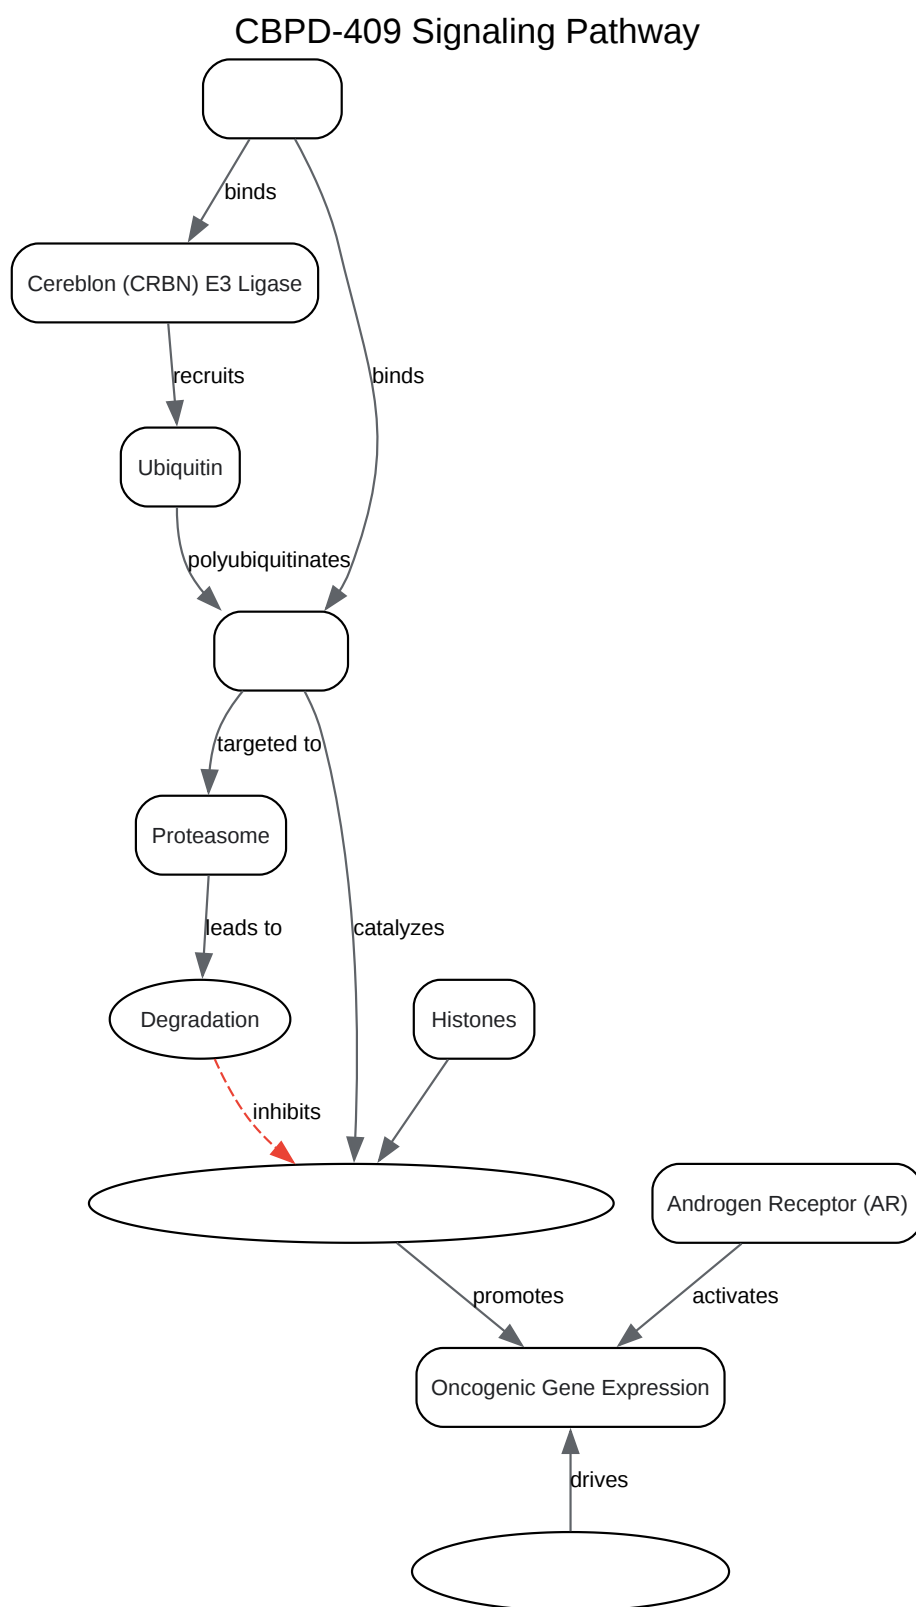 CBPD-409 Signaling Pathway
binds
Cereblon (CRBN) E3 Ligase
recruits
binds
Ubiquitin
polyubiquitinates
targeted to
Proteasome
leads to
catalyzes
Degradation
Histones
inhibits
Androgen Receptor (AR)
promotes
activates
Oncogenic Gene Expression
drives